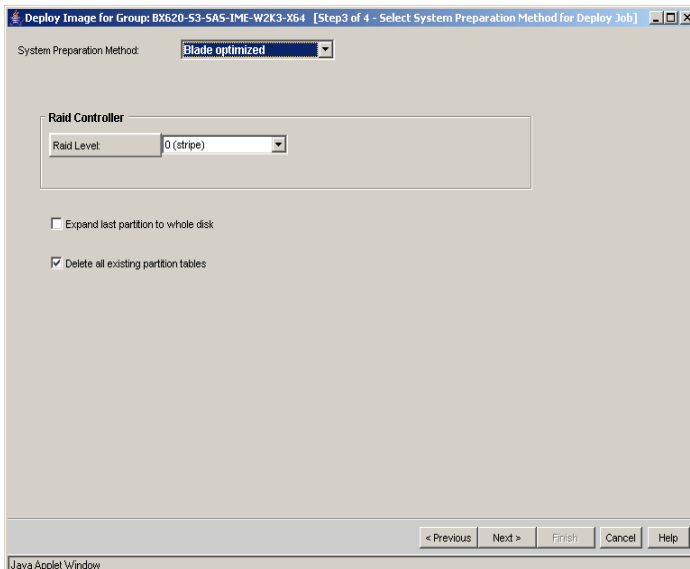 Deploy Image for Group: BX620-S3-SAS-IME-W2K3-X64 [Step3 of 4 - Select System Preparation Method for Deploy Job]
System Preparation Method: Blade optimized
Raid Controller
Raid Level: 0 (stripe)
Expand last partition to whole disk
Delete all existing partition tables
< Previous Next > Finish Cancel Help
Java Applet Window